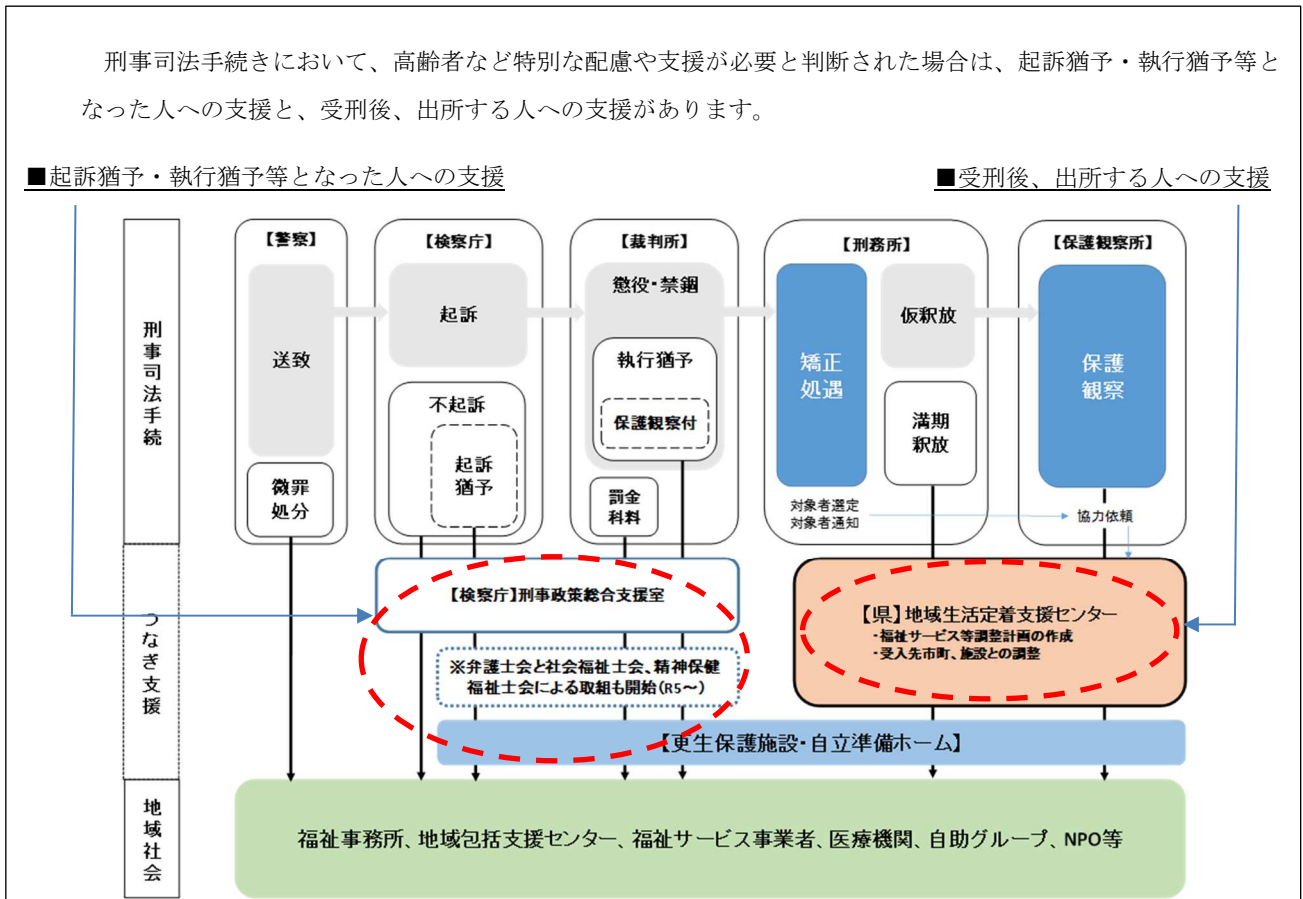 刑事司法手続きにおいて、高齢者など特別な配慮や支援が必要と判断された場合は、起訴猶予・執行猶予等と
なった人への支援と、受刑後、出所する人への支援があります。
■起訴猶予・執行猶予等となった人への支援
■受刑後、出所する人への支援
刑事司法手続
【警察】
送致
微罪
処分
【検察庁】
起訴
不起訴
起訴
猶予
【裁判所】
懲役・禁錮
執行猶予
保護観察付
罰金
科料
【刑務所】
矯正
処遇
仮釈放
満期
釈放
対象者選定
対象者通知
【保護観察所】
保護
観察
協力依頼
つなぎ支援
【検察庁】刑事政策総合支援室
※弁護士会と社会福祉士会、精神保健
福祉士会による取組も開始(R5~)
【県】地域生活定着支援センター
・福祉サービス等調整計画の作成
・受入先市町、施設との調整
【更生保護施設・自立準備ホーム】
地域社会
福祉事務所、地域包括支援センター、福祉サービス事業者、医療機関、自助グループ、NPO等